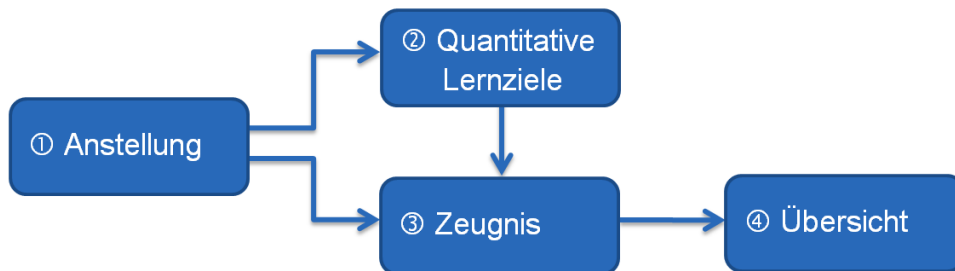 ① Anstellung
② Quantitative
Lernziele
③ Zeugnis
④ Übersicht